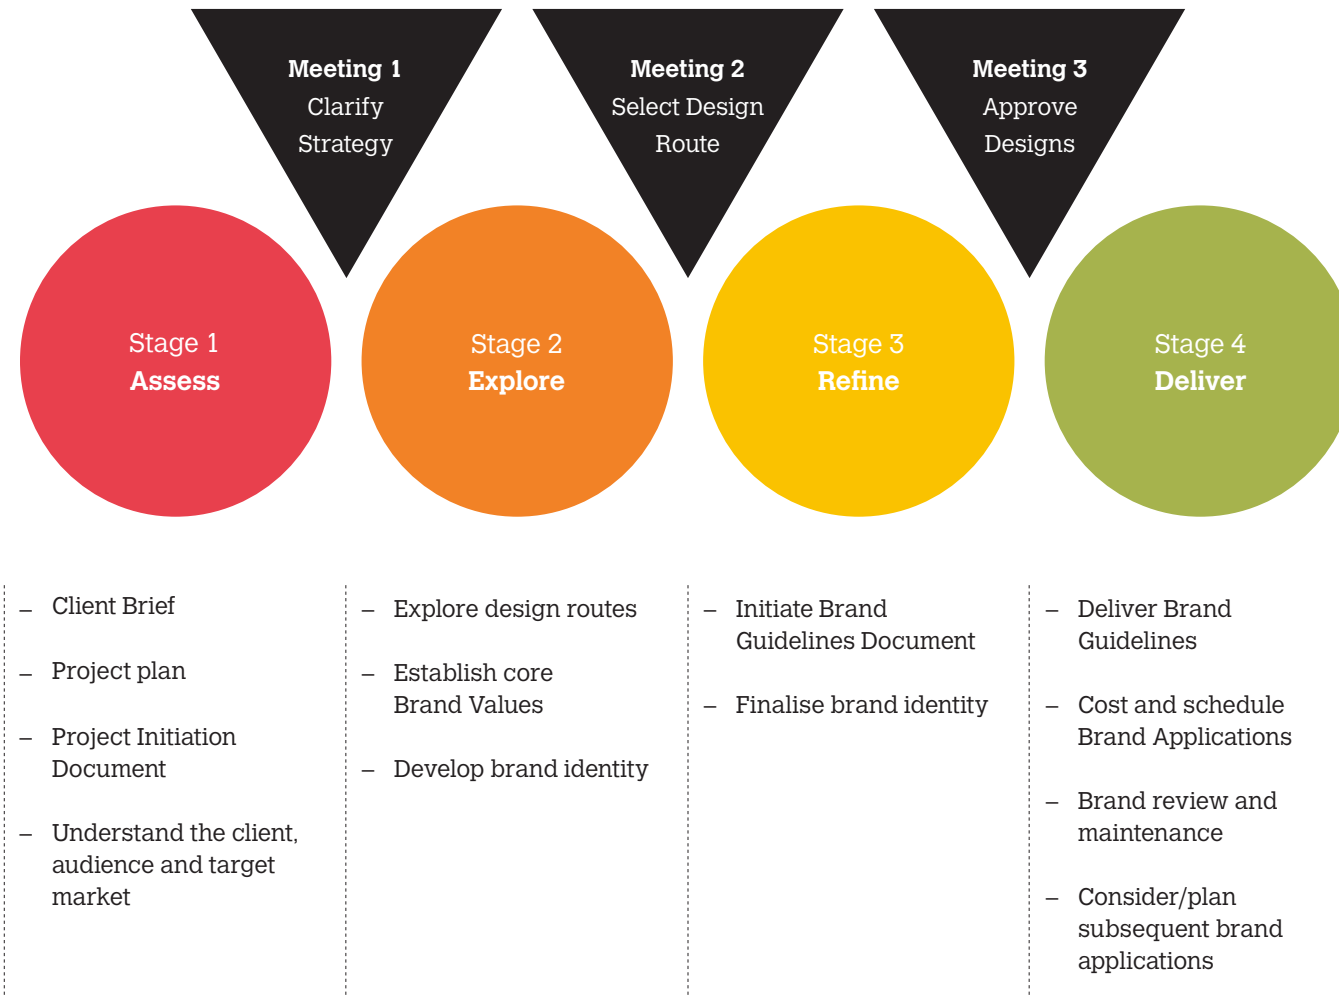 Meeting 1
Clarify
Strategy
Meeting 2
Select Design
Route
Meeting 3
Approve
Designs
Stage 1
Assess
Stage 2
Explore
Stage 3
Refine
Stage 4
Deliver
– Client Brief
– Project plan
– Project Initiation
Document
– Understand the client,
audience and target
market
– Explore design routes
– Establish core
Brand Values
– Develop brand identity
– Initiate Brand
Guidelines Document
– Finalise brand identity
– Deliver Brand
Guidelines
– Cost and schedule
Brand Applications
– Brand review and
maintenance
– Consider/plan
subsequent brand
applications